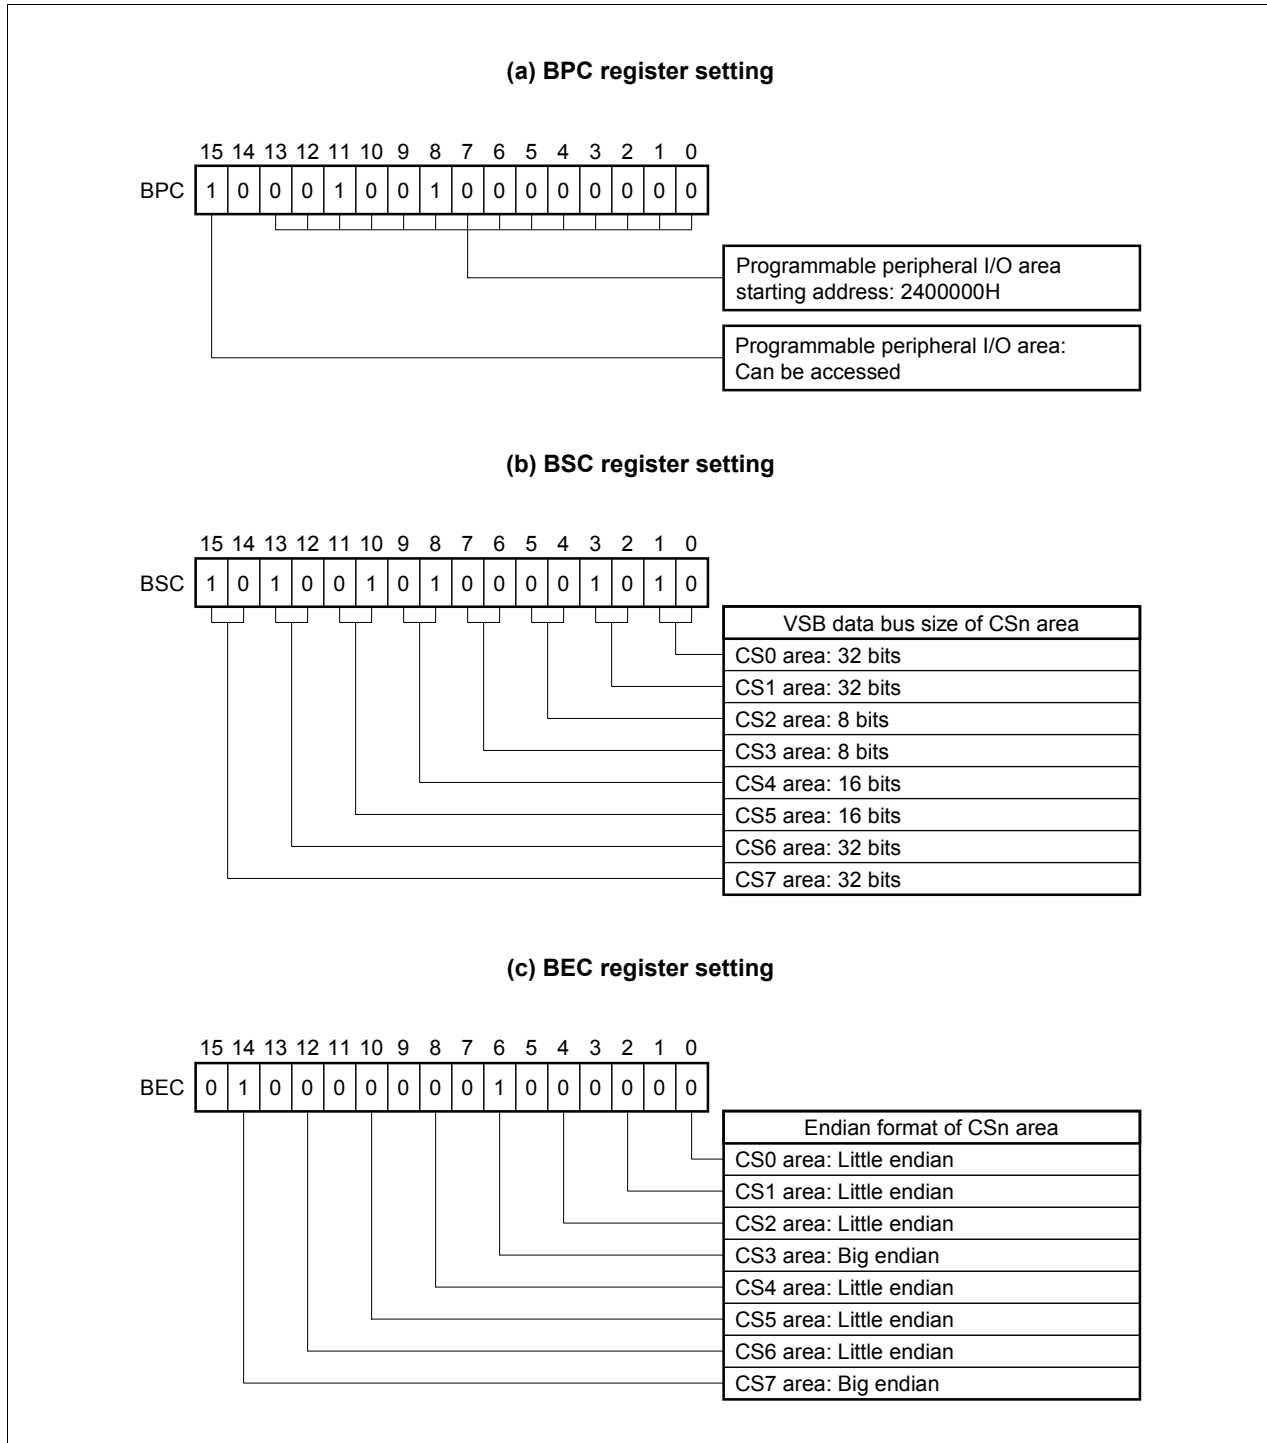 (a) BPC register setting
15 14 13 12 11 10 9 8 7 6 5 4 3 2 1 0
BPC 1 0 0 0 1 0 0 1 0 0 0 0 0 0 0 0
Programmable peripheral I/O area
starting address: 2400000H
Programmable peripheral I/O area:
Can be accessed
(b) BSC register setting
15 14 13 12 11 10 9 8 7 6 5 4 3 2 1 0
BSC 1 0 1 0 0 1 0 1 0 0 0 0 1 0 1 0
VSB data bus size of CSn area
CS0 area: 32 bits
CS1 area: 32 bits
CS2 area: 8 bits
CS3 area: 8 bits
CS4 area: 16 bits
CS5 area: 16 bits
CS6 area: 32 bits
CS7 area: 32 bits
(c) BEC register setting
15 14 13 12 11 10 9 8 7 6 5 4 3 2 1 0
BEC 0 1 0 0 0 0 0 0 0 1 0 0 0 0 0 0
Endian format of CSn area
CS0 area: Little endian
CS1 area: Little endian
CS2 area: Little endian
CS3 area: Big endian
CS4 area: Little endian
CS5 area: Little endian
CS6 area: Little endian
CS7 area: Big endian